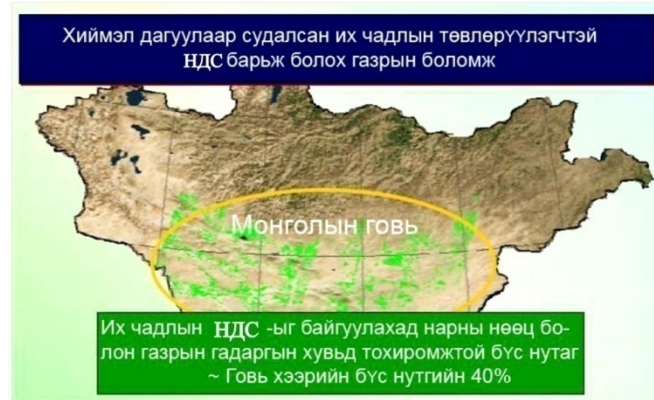 Хиймэл дагуулаар судалсан их чадлын төвлөрүүлэгчтэй
НДС барьж болох газрын боломж
Монголын говь
Их чадлын НДС -ыг байгуулахад нарны нөөц бо-
лон газрын гадаргын хувьд тохиромжтой бүс нутаг
~ Говь хээрийн бүс нутгийн 40%